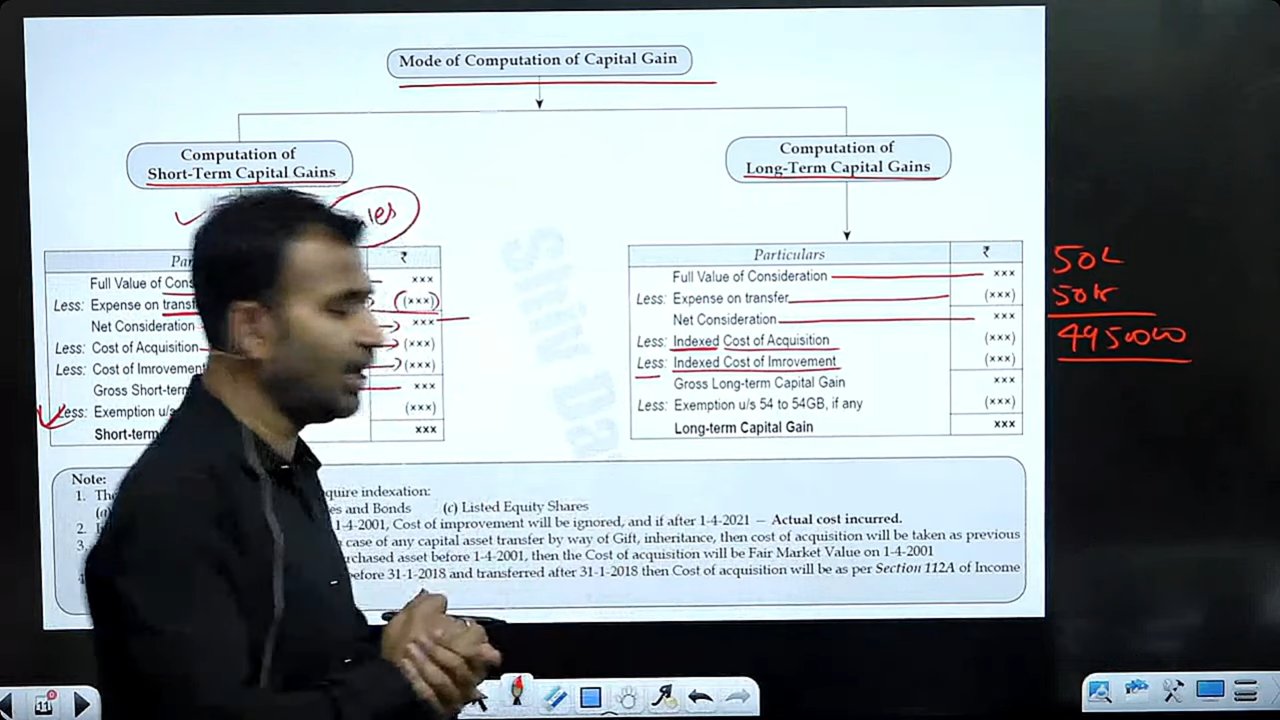 Mode of Computation of Capital Gain
Computation of
Short-Term Capital Gains
Computation of
Long-Term Capital Gains
₹
Full Value of
xxx
Less: Expense on
(xxx)
Net Consideration
xxx
Less: Cost of Acquisition
(xxx)
Less: Cost of
(xxx)
Gross
xxx
Less: Exemption
(xxx)
xxx
Particulars ₹
Full Value of Consideration xxx
Less: Expense on transfer (xxx)
Net Consideration xxx
Less: Indexed Cost of Acquisition (xxx)
Less: Indexed Cost of Imrovement (xxx)
Gross Long-term Capital Gain xxx
Less: Exemption u/s 54 to 54GB, if any (xxx)
Long-term Capital Gain xxx
50L
50k
4950000
Note:
1. indexation:
and Bonds (c) Listed Equity Shares
2. 1-4-2001, Cost of improvement will be ignored, and if after 1-4-2021 – Actual cost incurred.
3. case of any capital asset transfer by way of Gift, inheritance, then cost of acquisition will be taken as previous
asset before 1-4-2001, then the Cost of acquisition will be Fair Market Value on 1-4-2001
31-1-2018 and transferred after 31-1-2018 then Cost of acquisition will be as per Section 112A of Income
11